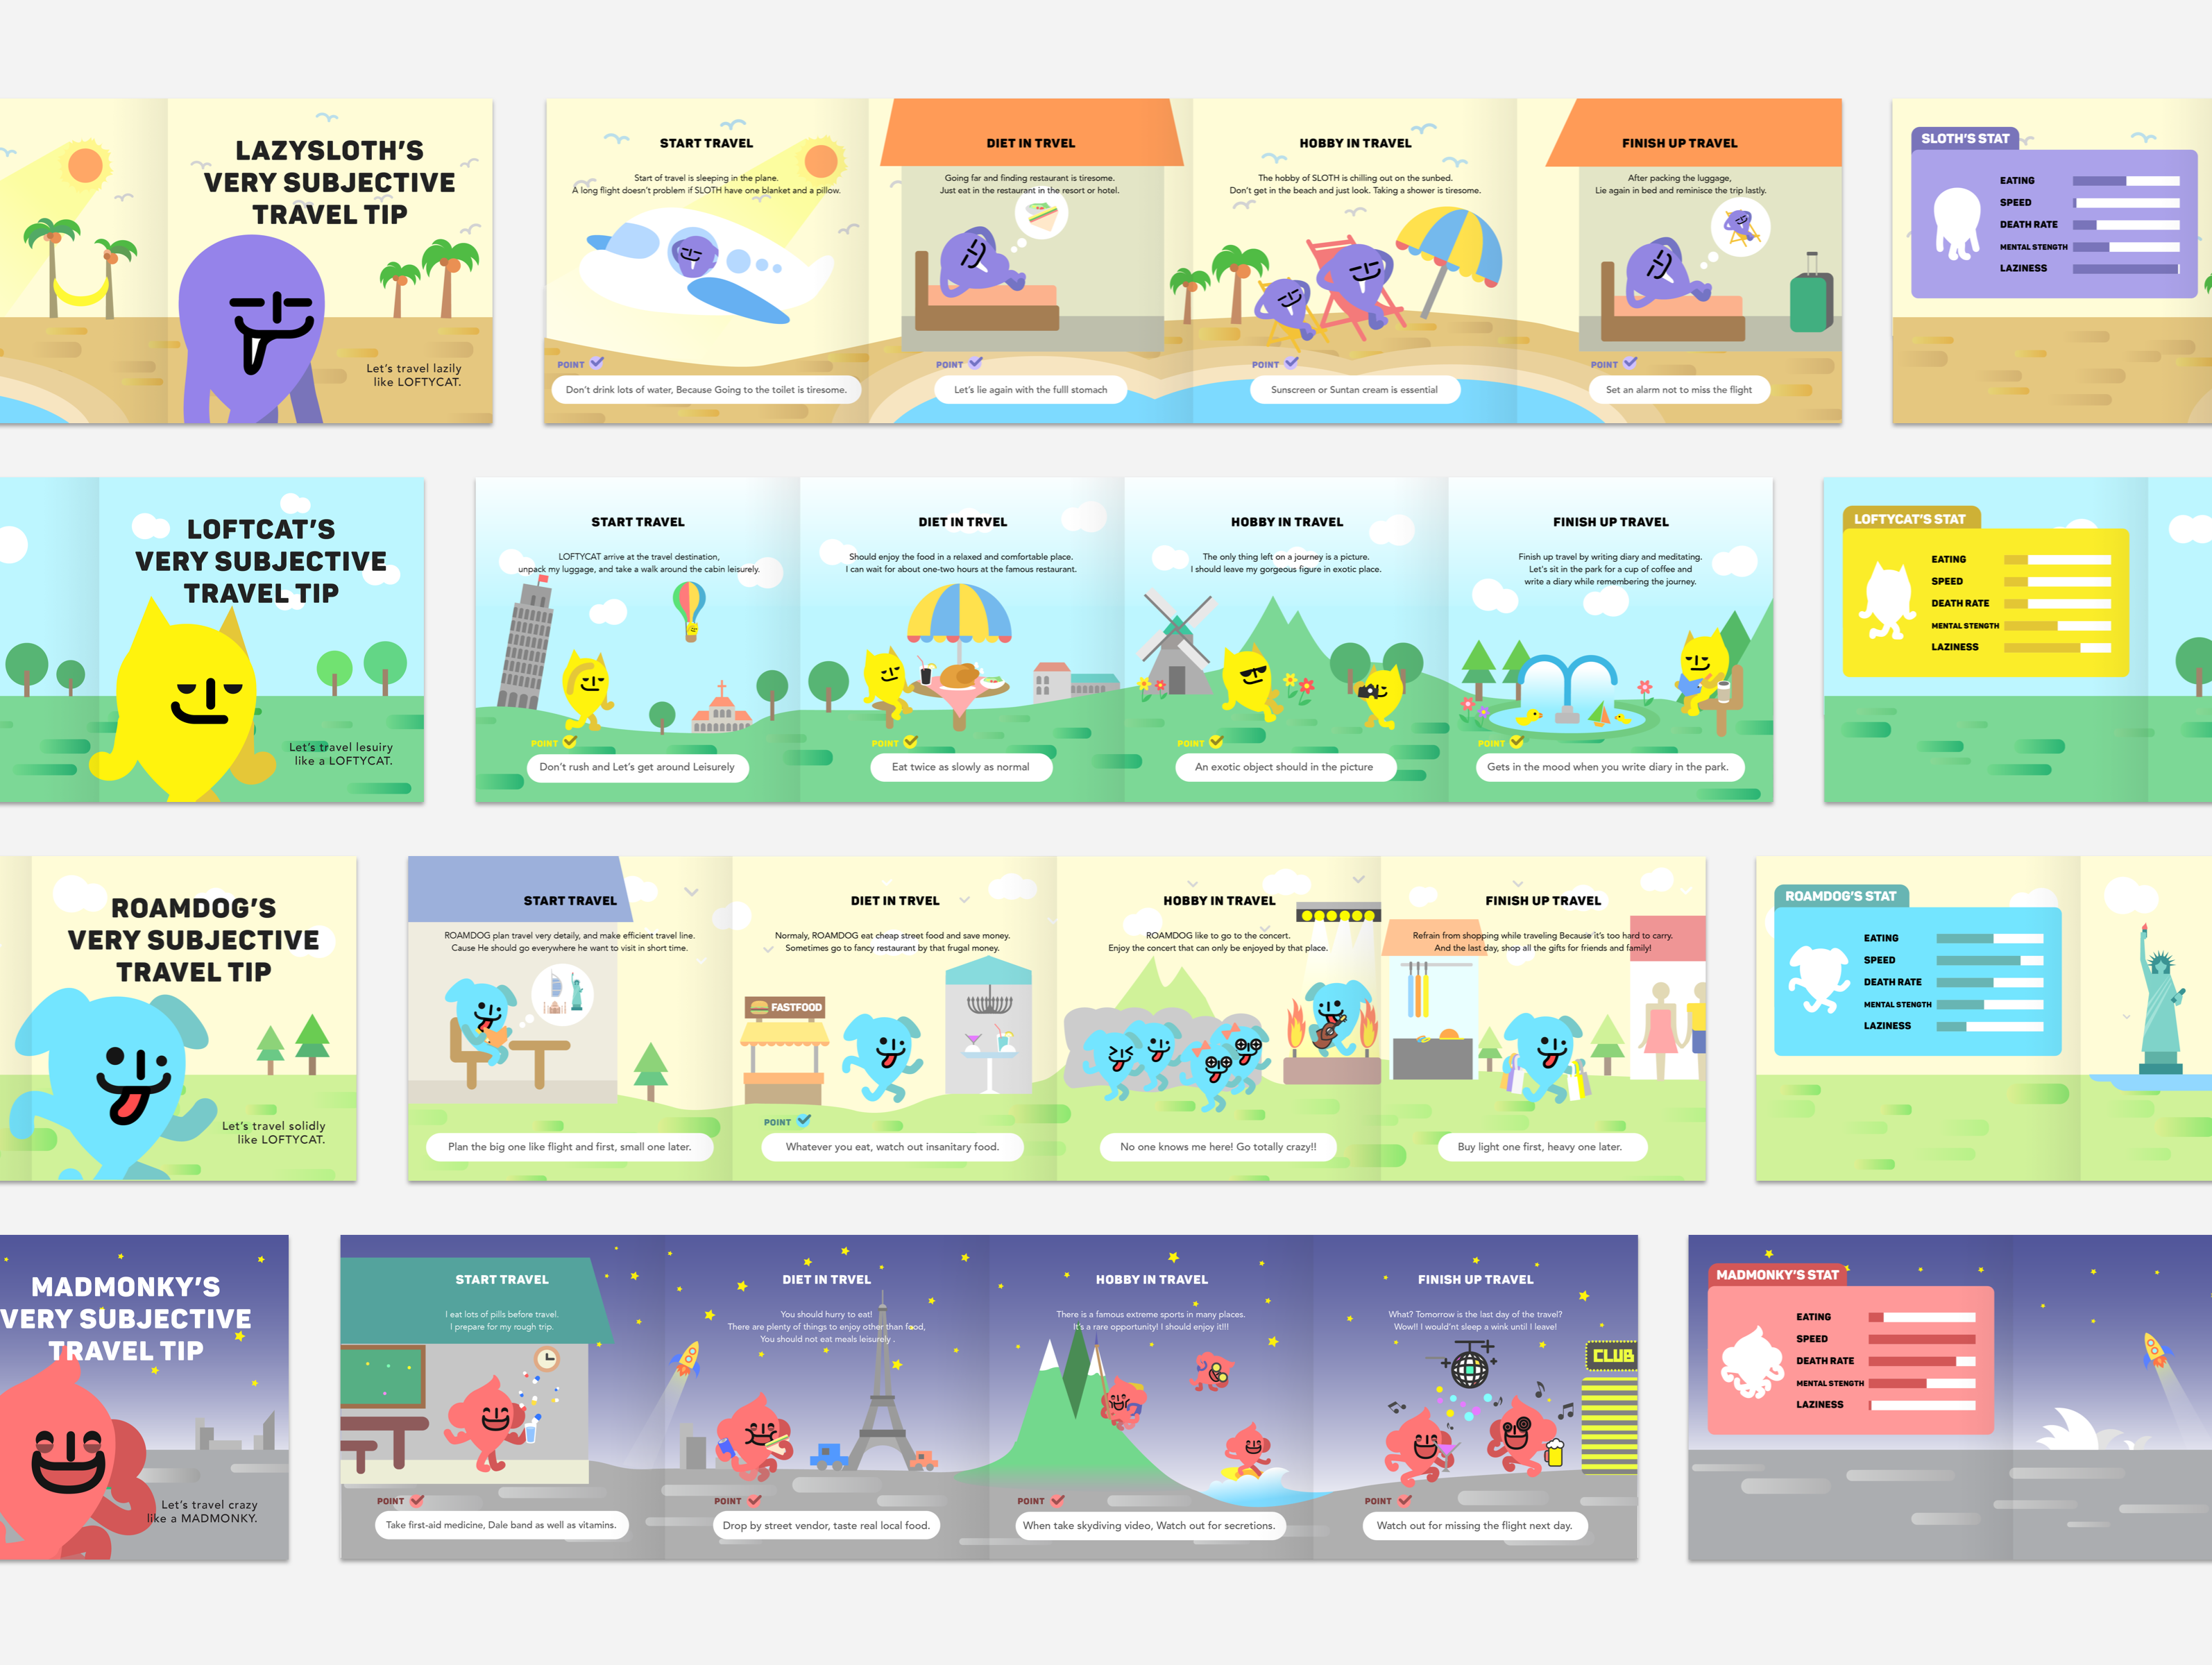 LAZYSLOTH'S
VERY SUBJECTIVE
TRAVEL TIP
Let's travel lazily
like LOFTYCAT.
START TRAVEL
Start of travel is sleeping in the plane.
A long flight doesn't problem if SLOTH have one blanket and a pillow.
POINT
Don't drink lots of water, Because Going to the toilet is tiresome.
DIET IN TRVEL
Going far and finding restaurant is tiresome.
Just eat in the restaurant in the resort or hotel.
POINT
Let's lie again with the fulll stomach
HOBBY IN TRAVEL
The hobby of SLOTH is chilling out on the sunbed.
Don't get in the beach and just look. Taking a shower is tiresome.
POINT
Sunscreen or Suntan cream is essential
FINISH UP TRAVEL
After packing the luggage,
Lie again in bed and reminisce the trip lastly.
POINT
Set an alarm not to miss the flight
SLOTH'S STAT
EATING
SPEED
DEATH RATE
MENTAL STENGTH
LAZINESS
LOFTCAT'S
VERY SUBJECTIVE
TRAVEL TIP
Let's travel lesuiry
like a LOFTYCAT.
START TRAVEL
LOFTYCAT arrive at the travel destination,
unpack my luggage, and take a walk around the cabin leisurely.
POINT
Don't rush and Let's get around Leisurely
DIET IN TRVEL
Should enjoy the food in a relaxed and comfortable place.
I can wait for about one-two hours at the famous restaurant.
POINT
Eat twice as slowly as normal
HOBBY IN TRAVEL
The only thing left on a journey is a picture.
I should leave my gorgeous figure in exotic place.
POINT
An exotic object should in the picture
FINISH UP TRAVEL
Finish up travel by writing diary and meditating.
Let's sit in the park for a cup of coffee and
write a diary while remembering the journey.
POINT
Gets in the mood when you write diary in the park.
LOFTYCAT'S STAT
EATING
SPEED
DEATH RATE
MENTAL STENGTH
LAZINESS
ROAMDOG'S
VERY SUBJECTIVE
TRAVEL TIP
Let's travel solidly
like LOFTYCAT.
START TRAVEL
ROAMDOG plan travel very detaily, and make efficient travel line.
Cause He should go everywhere he want to visit in short time.
Plan the big one like flight and first, small one later.
DIET IN TRVEL
Normaly, ROAMDOG eat cheap street food and save money.
Sometimes go to fancy restaurant by that frugal money.
FASTFOOD
POINT
Whatever you eat, watch out insanitary food.
HOBBY IN TRAVEL
ROAMDOG like to go to the concert.
Enjoy the concert that can only be enjoyed by that place.
No one knows me here! Go totally crazy!!
FINISH UP TRAVEL
Refrain from shopping while traveling Because it's too hard to carry.
And the last day, shop all the gifts for friends and family!
Buy light one first, heavy one later.
ROAMDOG'S STAT
EATING
SPEED
DEATH RATE
MENTAL STENGTH
LAZINESS
MADMONKY'S
VERY SUBJECTIVE
TRAVEL TIP
Let's travel crazy
like a MADMONKY.
START TRAVEL
I eat lots of pills before travel.
I prepare for my rough trip.
POINT
Take first-aid medicine, Dale band as well as vitamins.
DIET IN TRVEL
You should hurry to eat!
There are plenty of things to enjoy other than food,
You should not eat meals leisurely .
POINT
Drop by street vendor, taste real local food.
HOBBY IN TRAVEL
There is a famous extreme sports in many places.
It's a rare opportunity! I should enjoy it!!!
POINT
When take skydiving video, Watch out for secretions.
FINISH UP TRAVEL
What? Tomorrow is the last day of the travel?
Wow!! I would'nt sleep a wink until I leave!
CLUB
POINT
Watch out for missing the flight next day.
MADMONKY'S STAT
EATING
SPEED
DEATH RATE
MENTAL STENGTH
LAZINESS